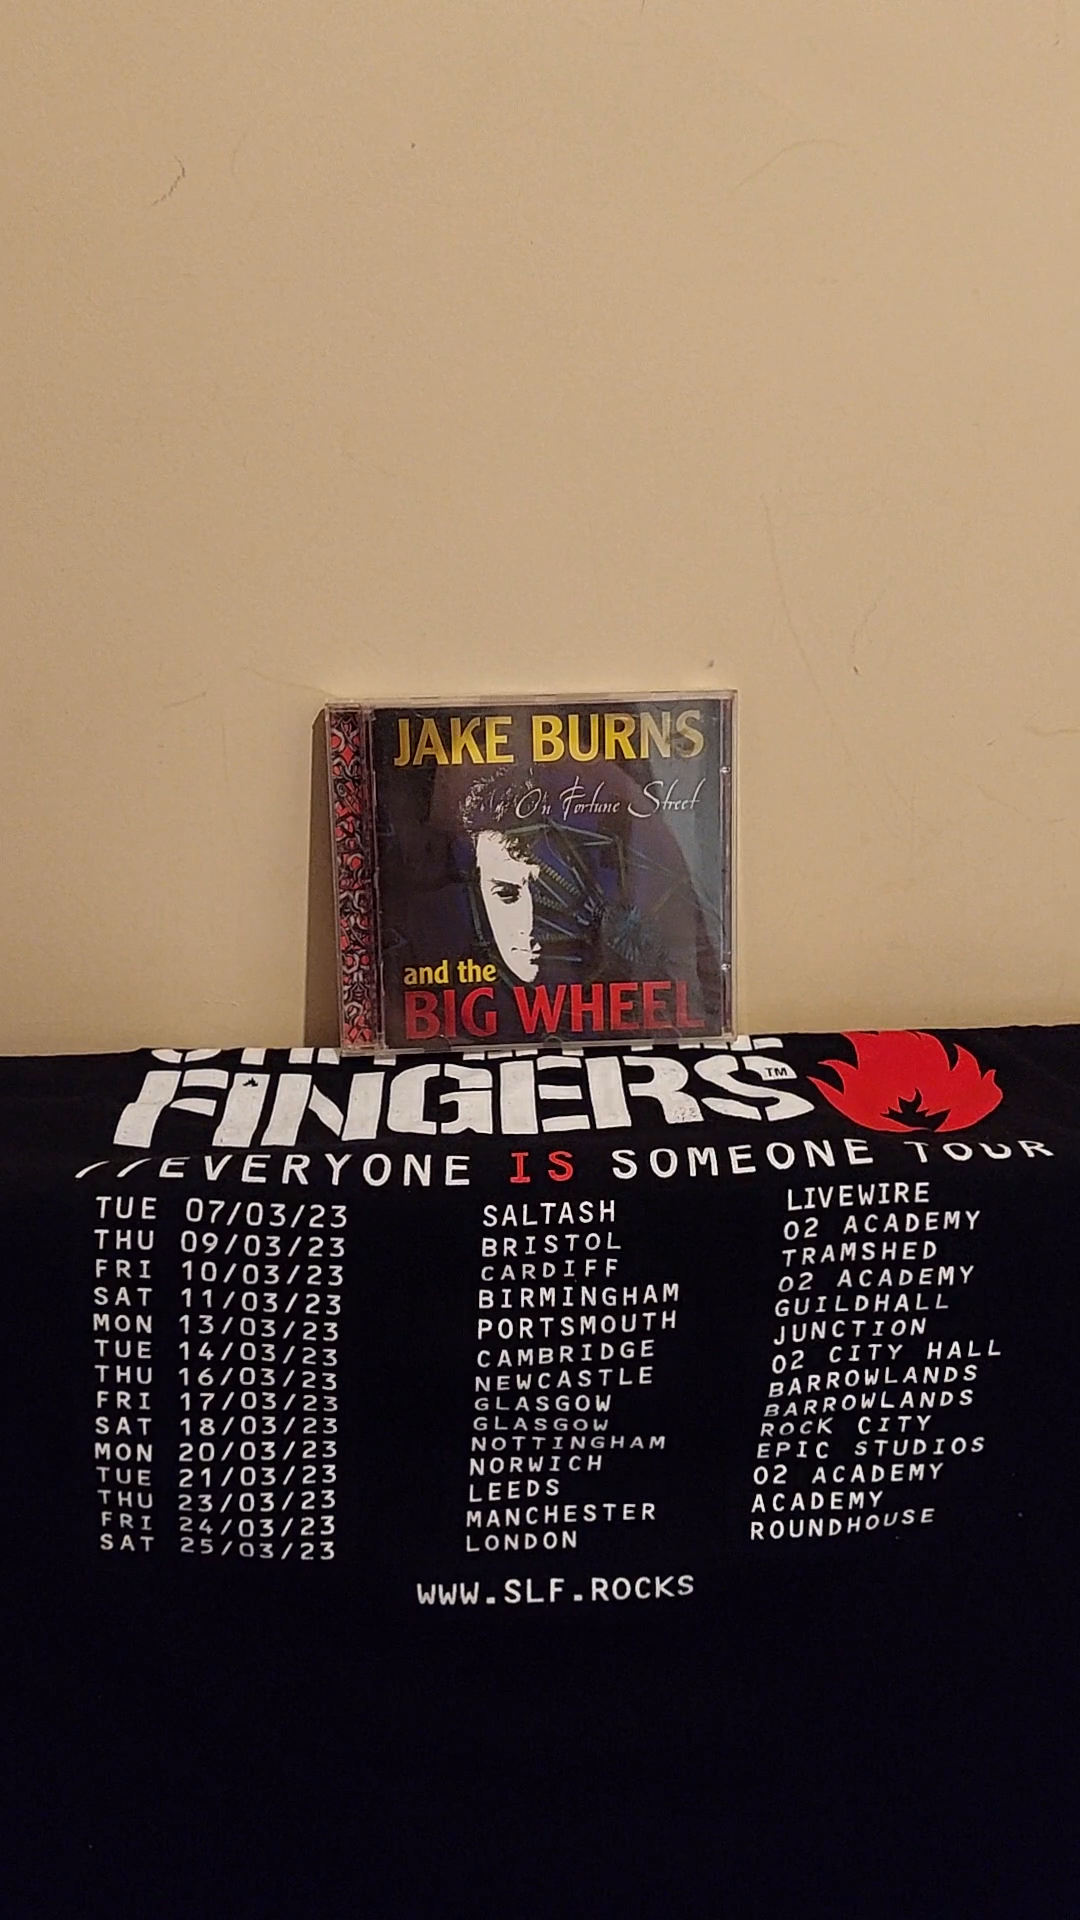 JAKE BURNS
On Fortune Street
and the
BIG WHEEL
FINGERS™
//EVERYONE IS SOMEONE TOUR
TUE 07/03/23 SALTASH LIVEWIRE
THU 09/03/23 BRISTOL O2 ACADEMY
FRI 10/03/23 CARDIFF TRAMSHED
SAT 11/03/23 BIRMINGHAM O2 ACADEMY
MON 13/03/23 PORTSMOUTH GUILDHALL
TUE 14/03/23 CAMBRIDGE JUNCTION
THU 16/03/23 NEWCASTLE O2 CITY HALL
FRI 17/03/23 GLASGOW BARROWLANDS
SAT 18/03/23 GLASGOW BARROWLANDS
MON 20/03/23 NOTTINGHAM ROCK CITY
TUE 21/03/23 NORWICH EPIC STUDIOS
THU 23/03/23 LEEDS O2 ACADEMY
FRI 24/03/23 MANCHESTER ACADEMY
SAT 25/03/23 LONDON ROUNDHOUSE
WWW.SLF.ROCKS